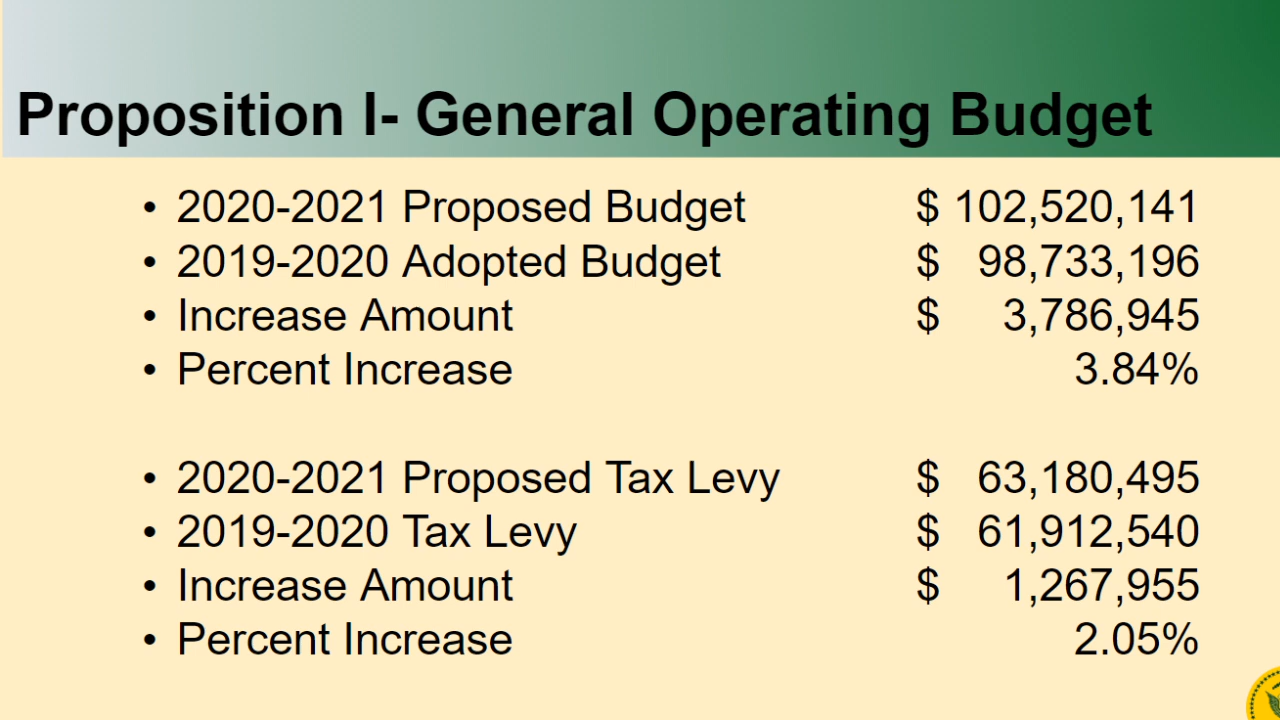 Proposition I- General Operating Budget
• 2020-2021 Proposed Budget $ 102,520,141
• 2019-2020 Adopted Budget $ 98,733,196
• Increase Amount $ 3,786,945
• Percent Increase 3.84%
• 2020-2021 Proposed Tax Levy $ 63,180,495
• 2019-2020 Tax Levy $ 61,912,540
• Increase Amount $ 1,267,955
• Percent Increase 2.05%